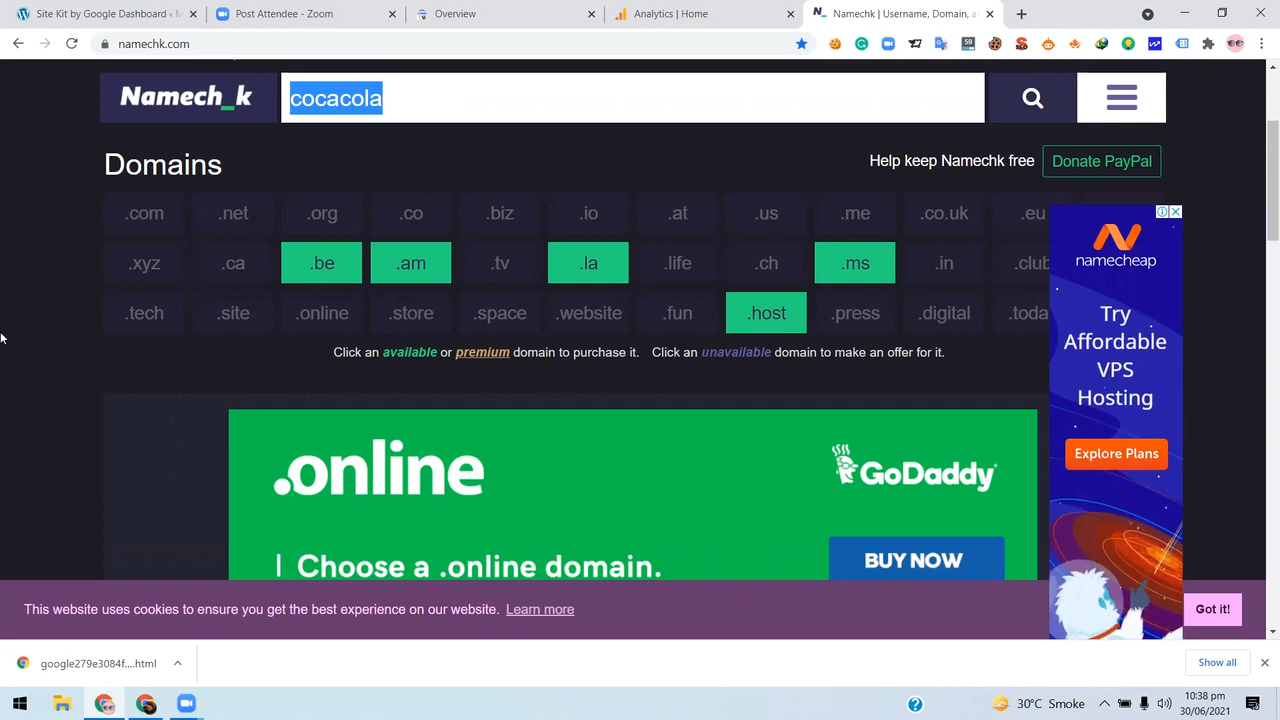 Site Kit by Google Dashboard ‹ N
Post Attendee - Zoom
Overview
Analytics | Home
Namechk | Username, Domain, a
namechk.com
59
Namech_k
cocacola
Domains
Help keep Namechk free
Donate PayPal
.com .net .org .co .biz .io .at .us .me .co.uk .eu
.xyz .ca .be .am .tv .la .life .ch .ms .in .club
.tech .site .online .store .space .website .fun .host .press .digital .toda
Click an available or premium domain to purchase it. Click an unavailable domain to make an offer for it.
namecheap
Try
Affordable
VPS
Hosting
Explore Plans
.online
GoDaddy
Choose a .online domain.
BUY NOW
This website uses cookies to ensure you get the best experience on our website. Learn more
Got it!
google279e3084f....html
Show all
30°C Smoke
10:38 pm
30/06/2021